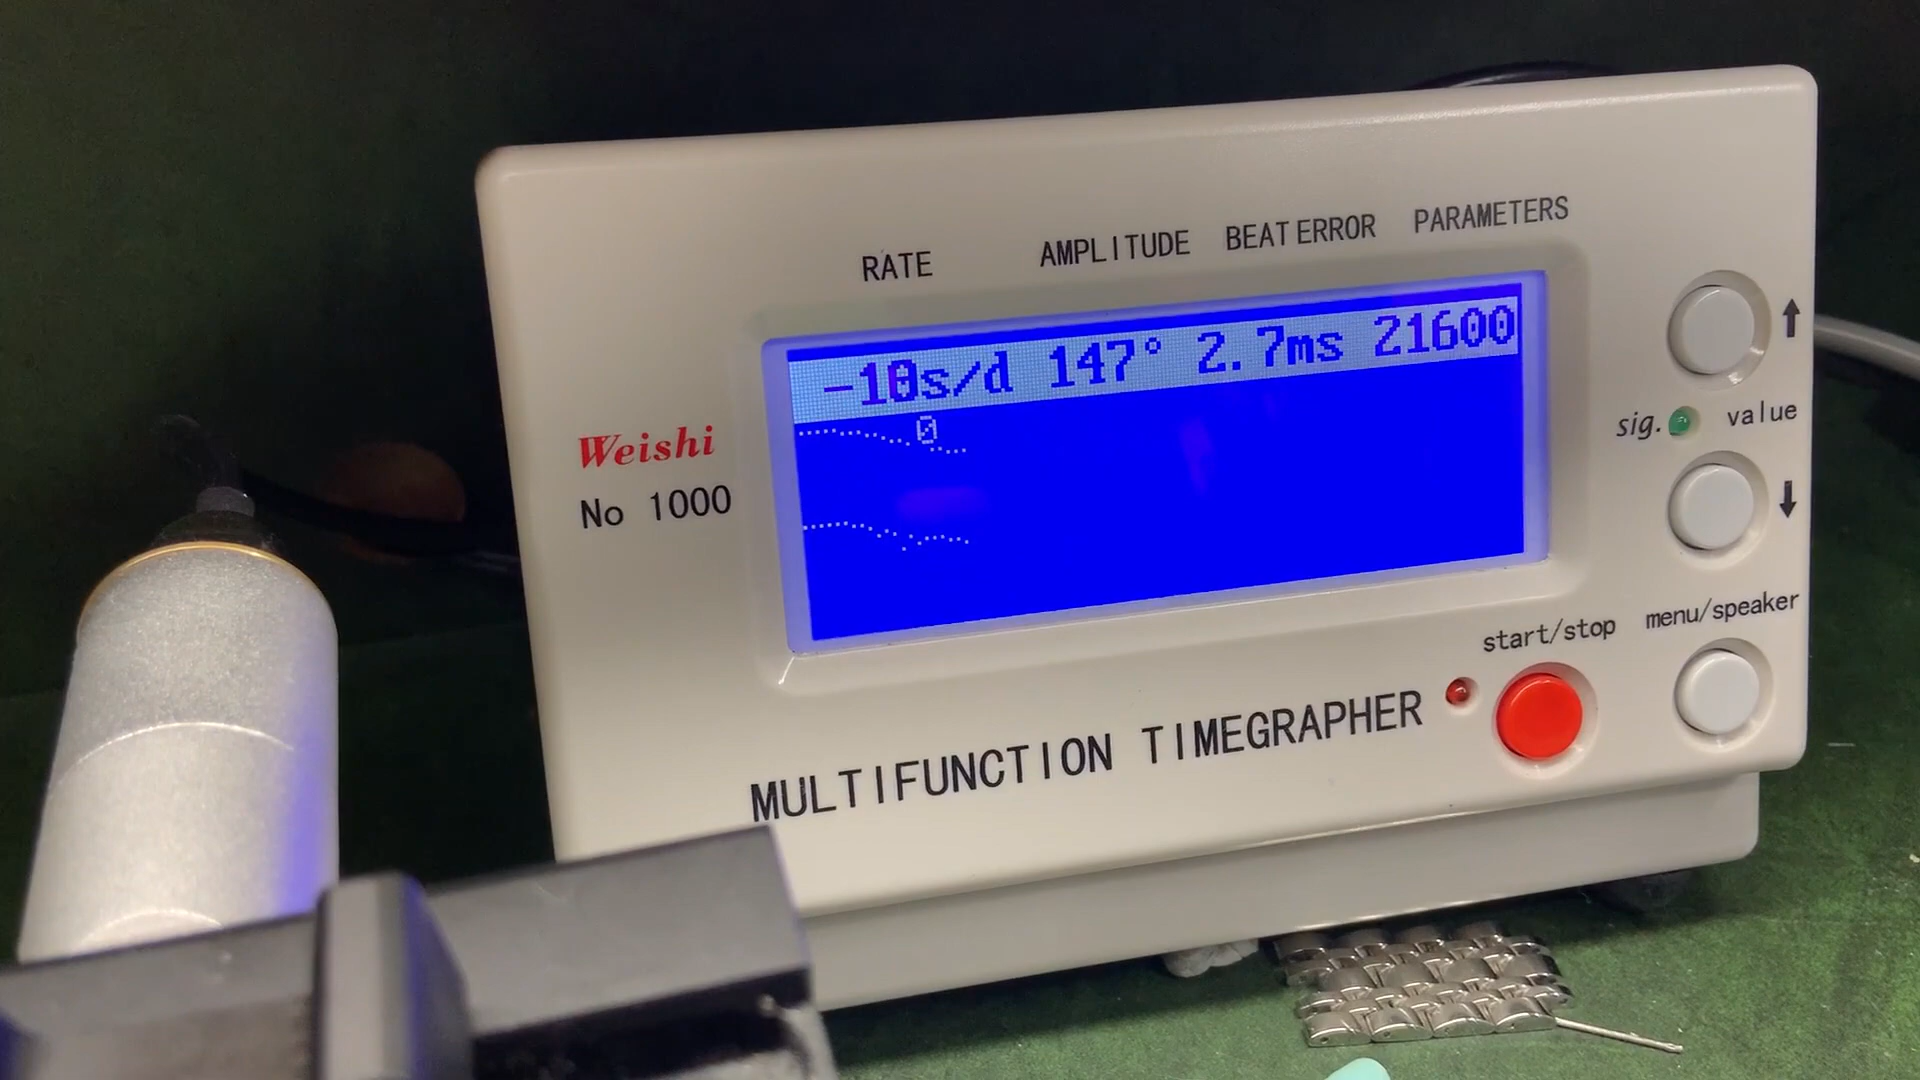 RATE AMPLITUDE BEAT ERROR PARAMETERS
147° 2.7ms 21600
0
Weishi
No 1000
sig. value
start/stop menu/speaker
MULTIFUNCTION TIMEGRAPHER